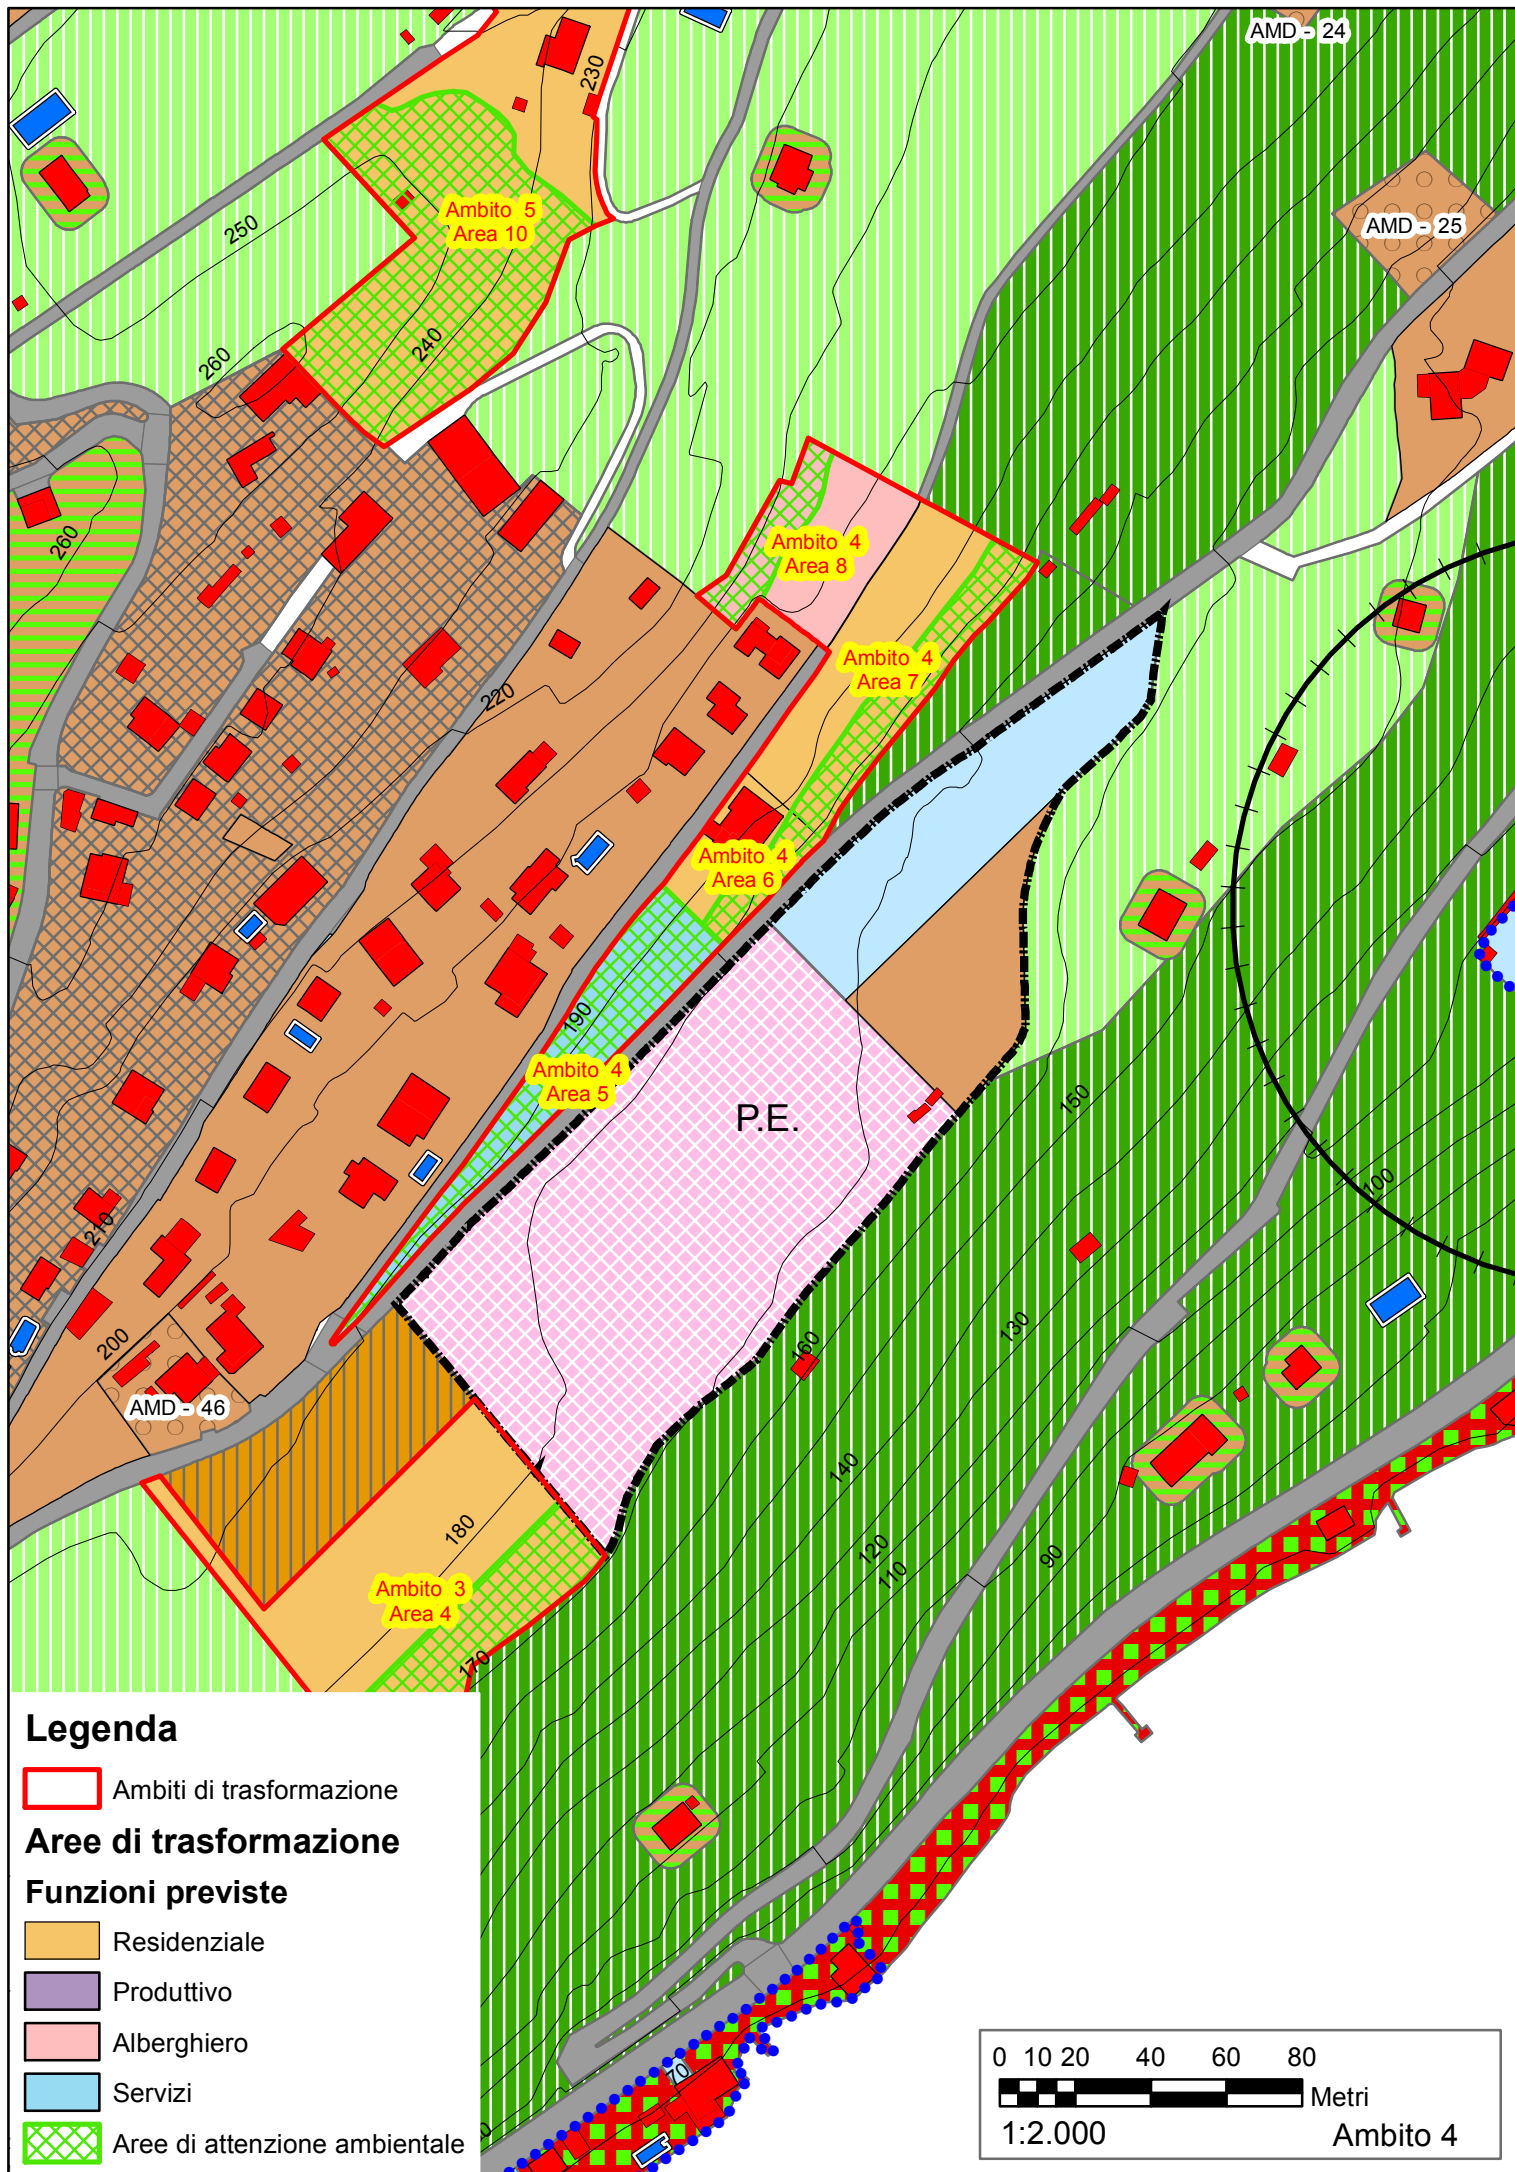 AMD - 24
230
AMD - 25
Ambito 5
Area 10
250
240
260
260
Ambito 4
Area 8
Ambito 4
Area 7
220
Ambito 4
Area 6
190
Ambito 4
Area 5
P.E.
150
100
210
200
130
160
AMD - 46
140
180
120
110
90
Ambito 3
Area 4
170
Legenda
Ambiti di trasformazione
Aree di trasformazione
Funzioni previste
Residenziale
Produttivo
Alberghiero
Servizi
Aree di attenzione ambientale
70
0 10 20 40 60 80
Metri
1:2.000
Ambito 4